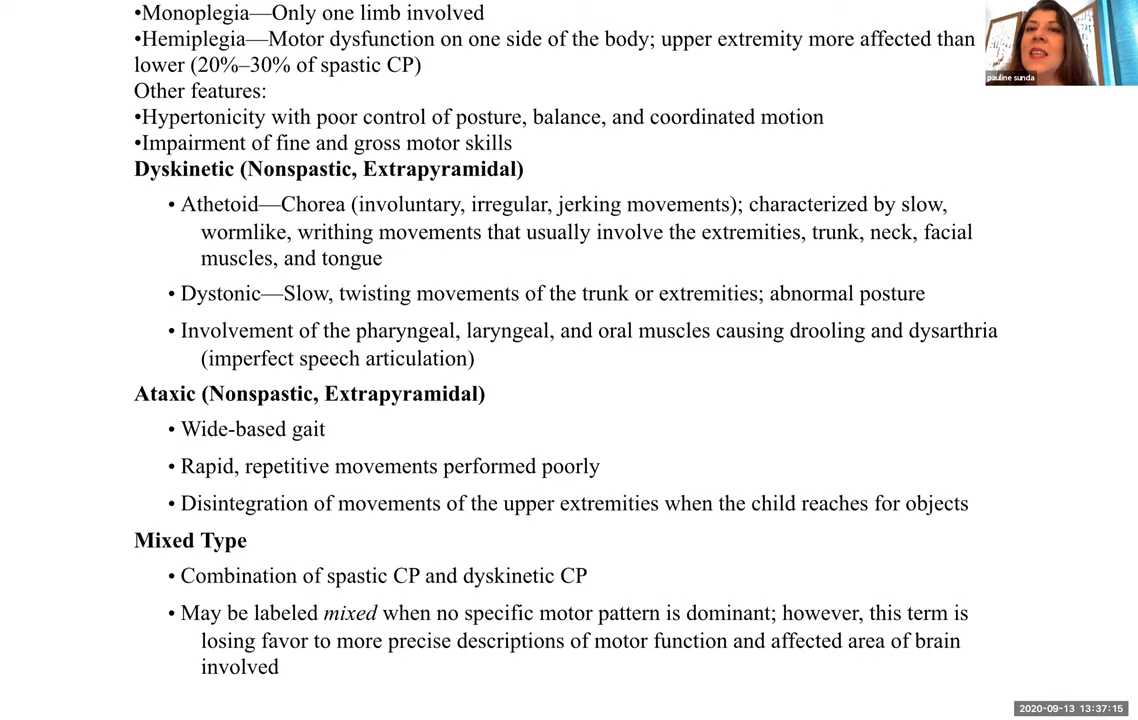 •Monoplegia—Only one limb involved
•Hemiplegia—Motor dysfunction on one side of the body; upper extremity more affected than
lower (20%–30% of spastic CP)
Other features:
•Hypertonicity with poor control of posture, balance, and coordinated motion
•Impairment of fine and gross motor skills
Dyskinetic (Nonspastic, Extrapyramidal)
• Athetoid—Chorea (involuntary, irregular, jerking movements); characterized by slow,
wormlike, writhing movements that usually involve the extremities, trunk, neck, facial
muscles, and tongue
• Dystonic—Slow, twisting movements of the trunk or extremities; abnormal posture
• Involvement of the pharyngeal, laryngeal, and oral muscles causing drooling and dysarthria
(imperfect speech articulation)
Ataxic (Nonspastic, Extrapyramidal)
• Wide-based gait
• Rapid, repetitive movements performed poorly
• Disintegration of movements of the upper extremities when the child reaches for objects
Mixed Type
• Combination of spastic CP and dyskinetic CP
• May be labeled mixed when no specific motor pattern is dominant; however, this term is
losing favor to more precise descriptions of motor function and affected area of brain
involved
pauline sunda
2020-09-13 13:37:15